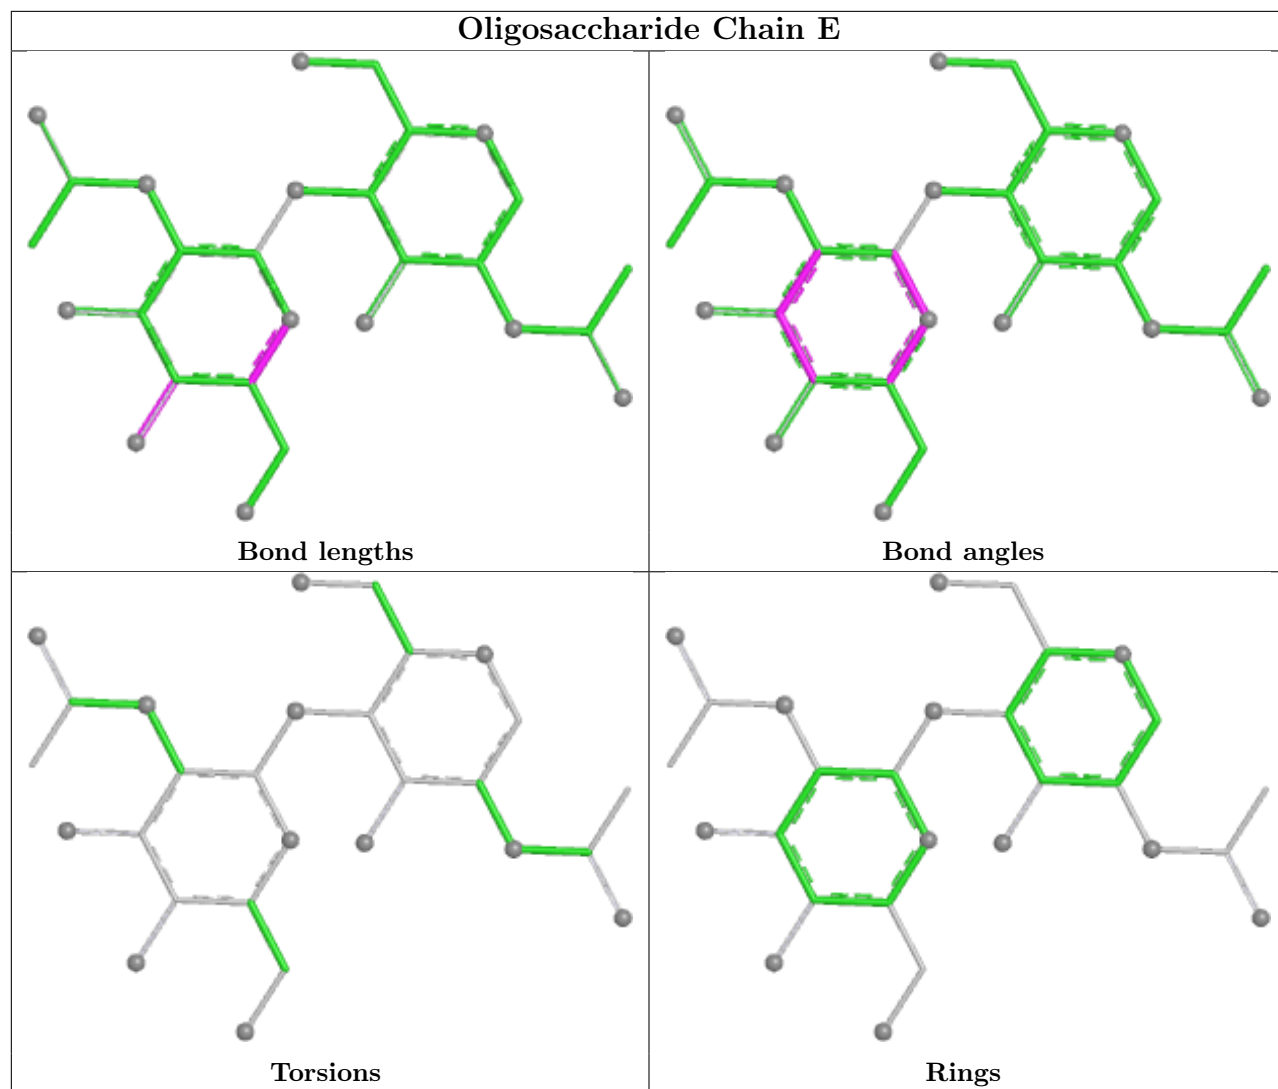 Oligosaccharide Chain E
Bond lengths
Bond angles
Torsions
Rings